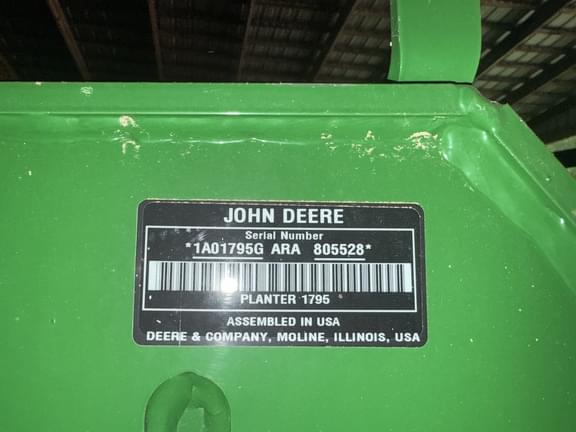 JOHN DEERE
Serial Number
*1A01795G ARA 805528*
PLANTER 1795
ASSEMBLED IN USA
DEERE & COMPANY, MOLINE, ILLINOIS, USA